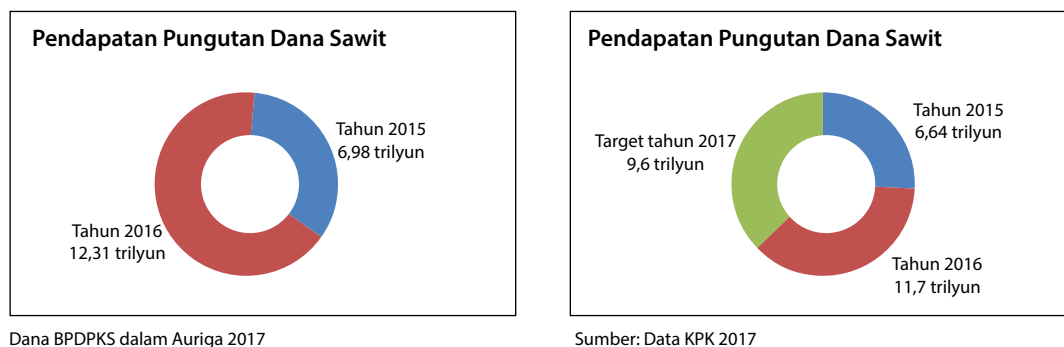 Pendapatan Pungutan Dana Sawit
Tahun 2015
6,98 trilyun
Tahun 2016
12,31 trilyun
Dana BPDPKS dalam Auriga 2017
Pendapatan Pungutan Dana Sawit
Target tahun 2017
9,6 trilyun
Tahun 2015
6,64 trilyun
Tahun 2016
11,7 trilyun
Sumber: Data KPK 2017